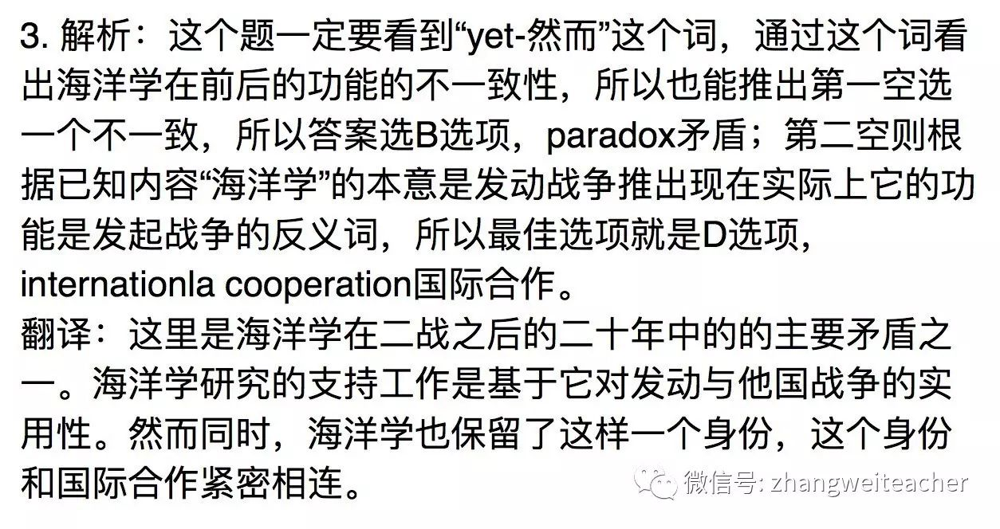 3. 解析：这个题一定要看到“yet-然而”这个词，通过这个词看
出海洋学在前后的功能的不一致性，所以也能推出第一空选
一个不一致，所以答案选B选项，paradox矛盾；第二空则根
据已知内容“海洋学”的本意是发动战争推出现在实际上它的功
能是发起战争的反义词，所以最佳选项就是D选项，
internationla cooperation国际合作。
翻译：这里是海洋学在二战之后的二十年中的的主要矛盾之
一。海洋学研究的支持工作是基于它对发动与他国战争的实
用性。然而同时，海洋学也保留了这样一个身份，这个身份
和国际合作紧密相连。
微信号: zhangweiteacher